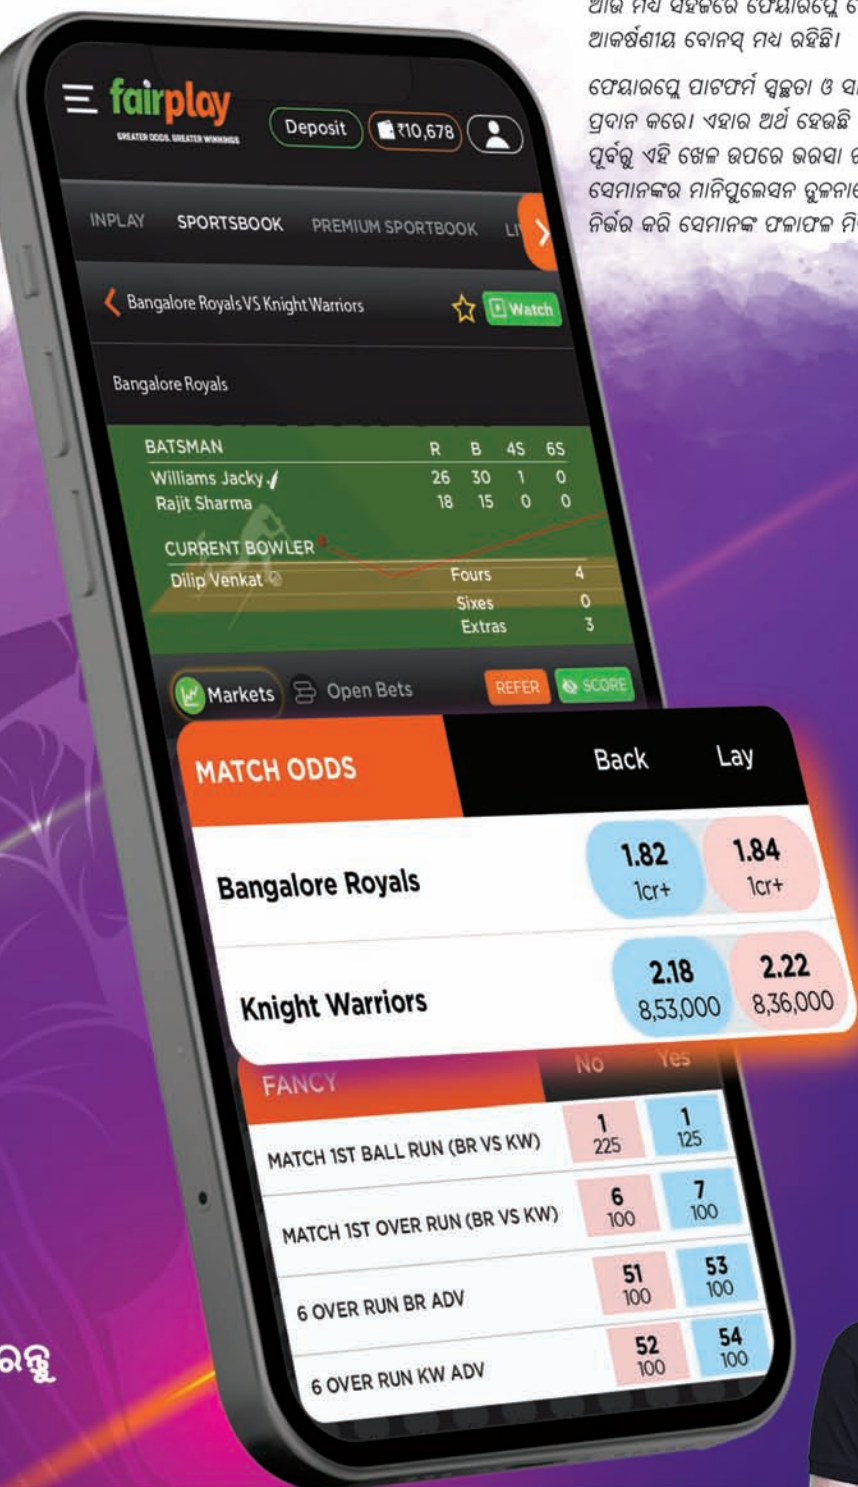 ଆକର୍ଷଣୀୟ ବୋନସ୍ ମଧ୍ୟ ରହିଛି।
ଫେୟାରପ୍ଲେ ପାଟଫର୍ମ ସ୍ୱଚ୍ଛତା ଓ
ପ୍ରଦାନ କରେ। ଏହାର ଅର୍ଥ ହେଉଛି
ପୂର୍ବରୁ ଏହି ଖେଳ ଉପରେ ଭରସା
ସେମାନଙ୍କର ମାନିପୁଲେସନ
ନିର୍ଭର କରି ସେମାନଙ୍କ ଫଳାଫଳ
fairplay
GREATER ODDS. GREATER WINNINGS
Deposit ₹10,678
INPLAY SPORTSBOOK PREMIUM SPORTBOOK
Bangalore Royals VS Knight Warriors Watch
Bangalore Royals
BATSMAN R B 4S 6S
Williams Jacky 26 30 1 0
Rajit Sharma 18 15 0 0
CURRENT BOWLER
Dilip Venkat Fours 4
Sixes 0
Extras 3
Markets Open Bets REFER SCORE
MATCH ODDS Back Lay
Bangalore Royals 1.82 1.84
1cr+ 1cr+
Knight Warriors 2.18 2.22
8,53,000 8,36,000
FANCY No Yes
MATCH 1ST BALL RUN (BR VS KW) 1 1
225 125
MATCH 1ST OVER RUN (BR VS KW) 6 7
100 100
6 OVER RUN BR ADV 51 53
100 100
6 OVER RUN KW ADV 52 54
100 100